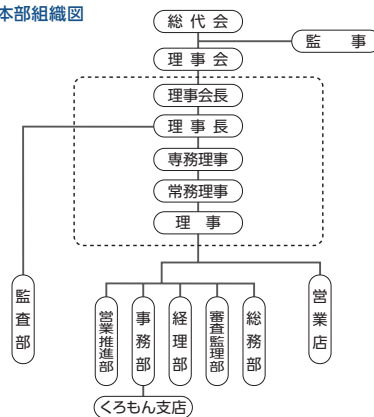 本部組織図
総代会
監事
理事会
理事会長
理事長
専務理事
常務理事
理事
監査部
営業推進部
事務部
経理部
審査監理部
総務部
営業店
くろもん支店